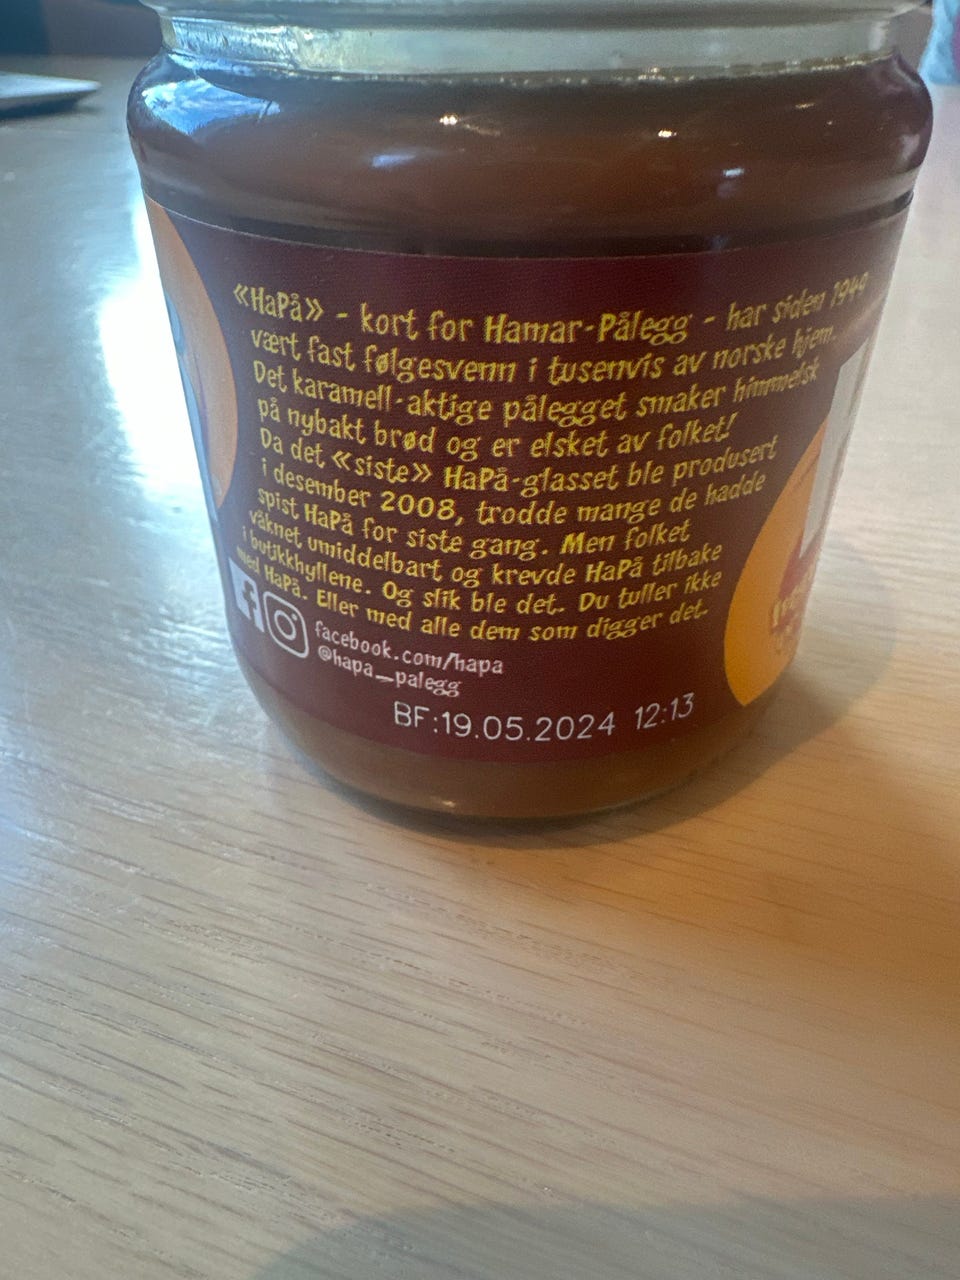 «HaPå» - kort for Hamar-Pålegg - har siden 1949
vært fast følgesvenn i tusenvis av norske hjem.
Det karamell-aktige pålegget smaker himmelsk
på nybakt brød og er elsket av folket!
Da det «siste» HaPå-glasset ble produsert
i desember 2008, trodde mange de hadde
spist HaPå for siste gang. Men folket
våknet umiddelbart og krevde HaPå tilbake
i butikkhyllene. Og slik ble det. Du tuller ikke
med HaPå. Eller med alle dem som digger det.
facebook.com/hapa
@hapa_palegg
BF:19.05.2024 12:13